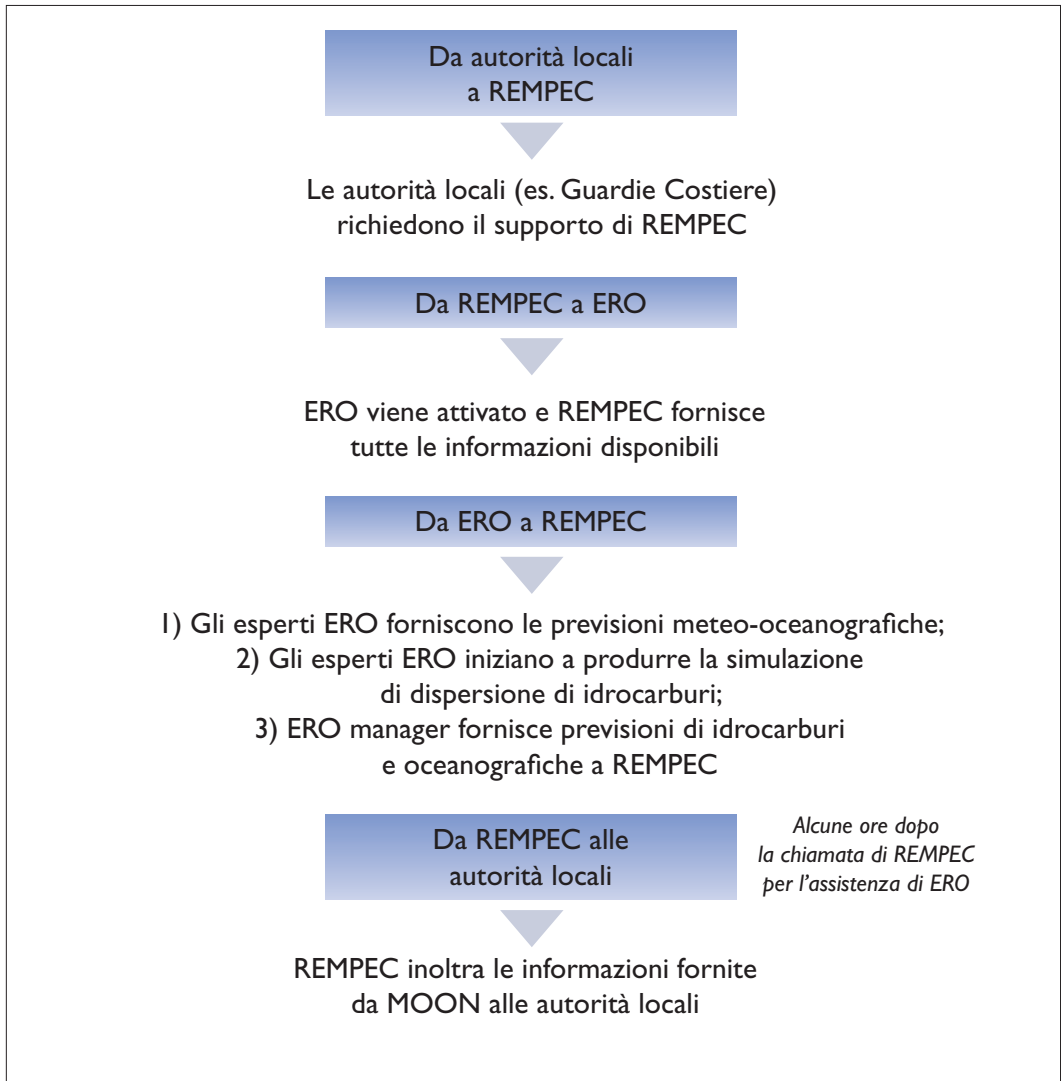 Da autorità locali
a REMPEC
Le autorità locali (es. Guardie Costiere)
richiedono il supporto di REMPEC
Da REMPEC a ERO
ERO viene attivato e REMPEC fornisce
tutte le informazioni disponibili
Da ERO a REMPEC
1) Gli esperti ERO forniscono le previsioni meteo-oceanografiche;
2) Gli esperti ERO iniziano a produrre la simulazione
di dispersione di idrocarburi;
3) ERO manager fornisce previsioni di idrocarburi
e oceanografiche a REMPEC
Da REMPEC alle
autorità locali
Alcune ore dopo
la chiamata di REMPEC
per l'assistenza di ERO
REMPEC inoltra le informazioni fornite
da MOON alle autorità locali